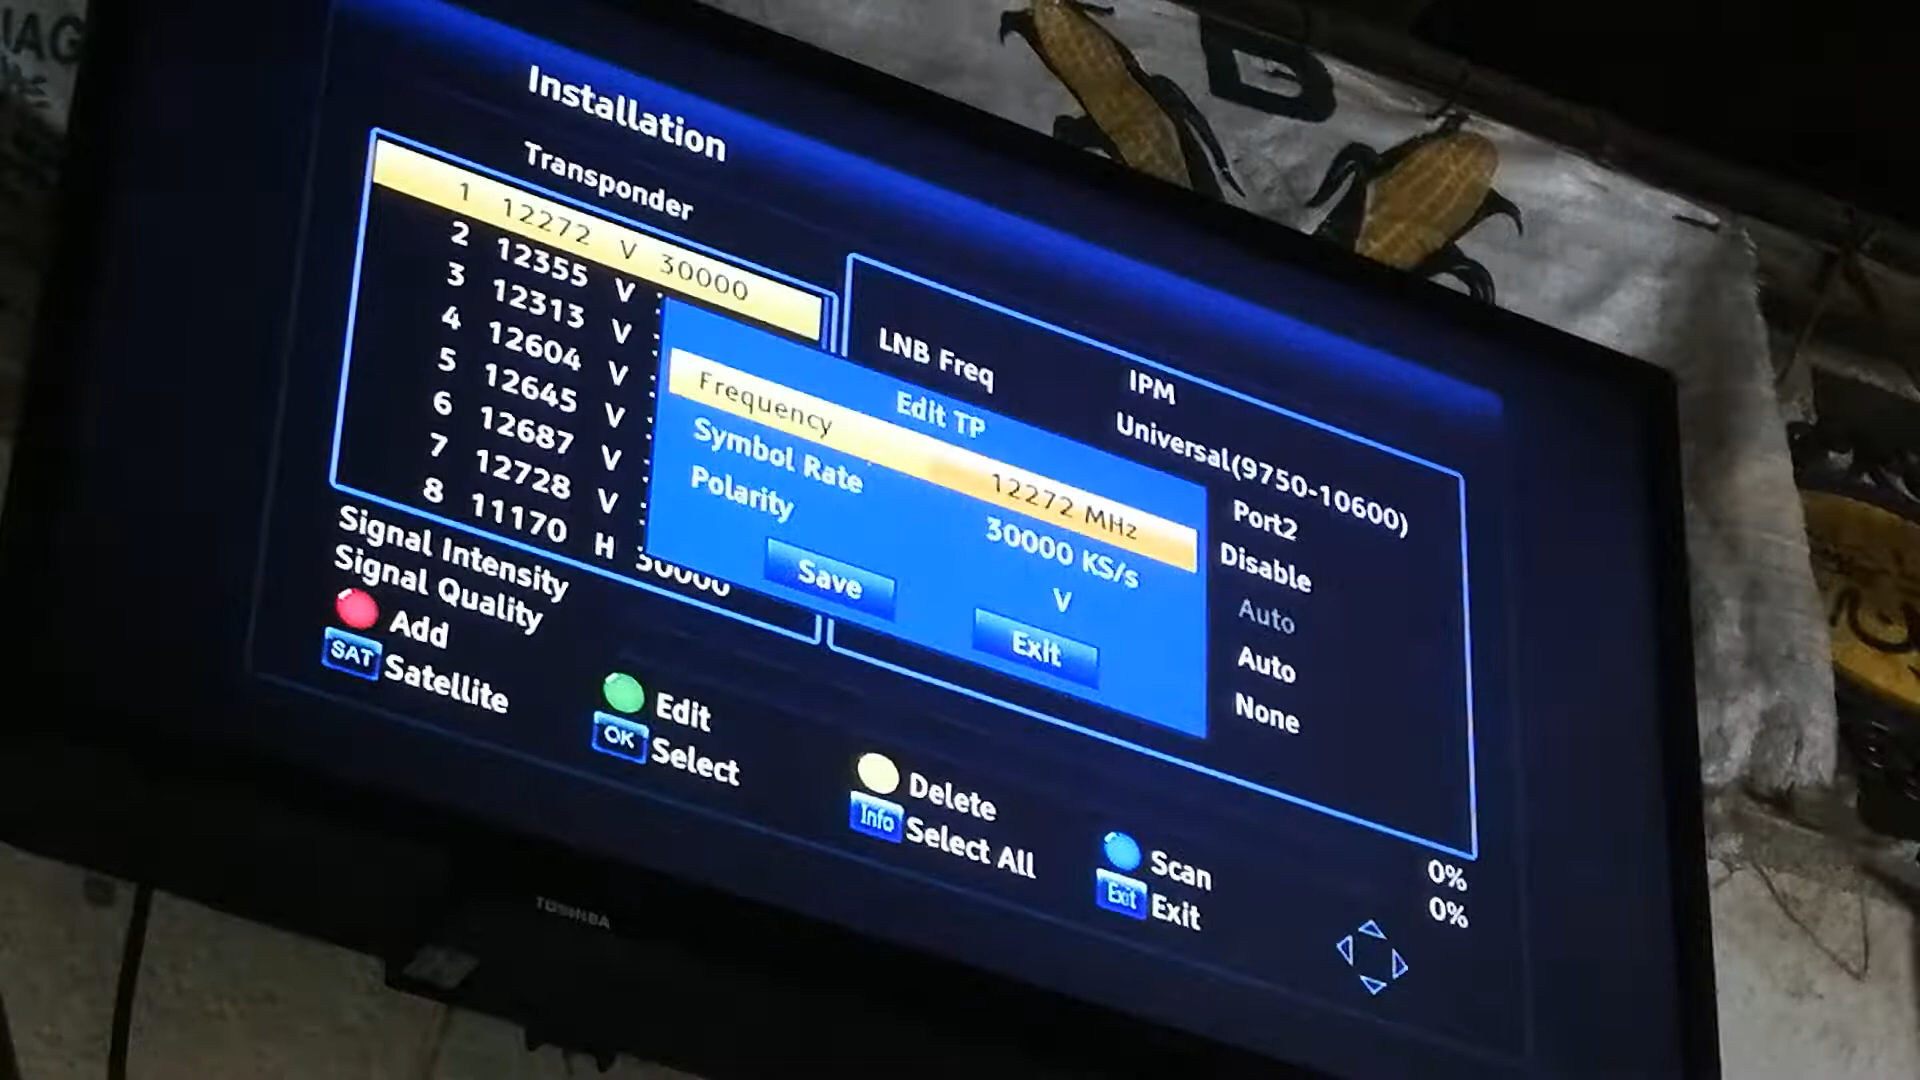 IAG
B
Installation
Transponder
1 12272 V 30000
2 12355 V
3 12313 V
4 12604 V
5 12645 V
6 12687 V
7 12728 V
8 11170 H 30000
LNB Freq
IPM
Universal(9750-10600)
Port2
Disable
Auto
Auto
None
Edit TP
Frequency 12272 MHz
Symbol Rate 30000 KS/s
Polarity V
Save Exit
Signal Intensity 0%
Signal Quality 0%
Add Edit Delete Scan
SAT Satellite OK Select Info Select All Exit Exit
TOSHIBA